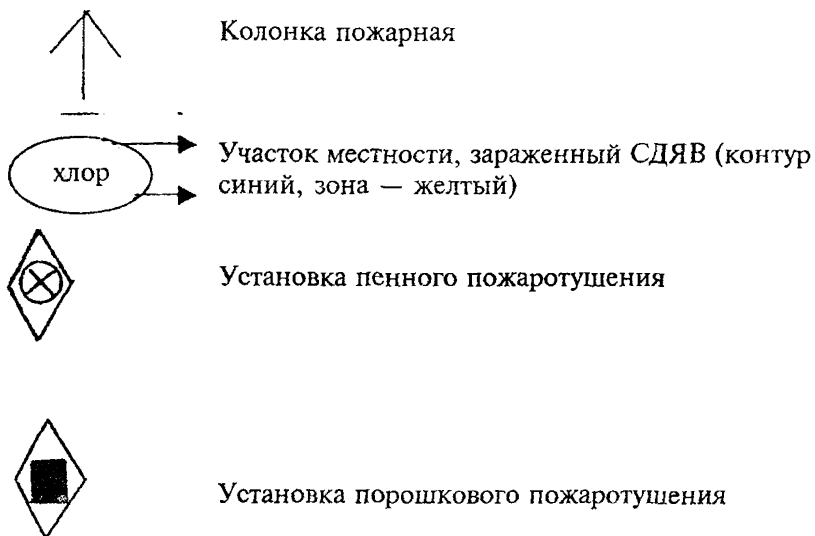 Колонка пожарная
хлор
Участок местности, зараженный СДЯВ (контур
синий, зона — желтый)
Установка пенного пожаротушения
Установка порошкового пожаротушения